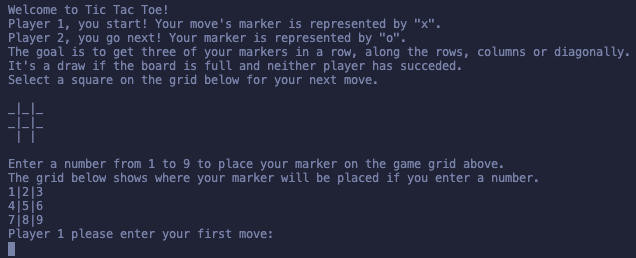 Welcome to Tic Tac Toe!
Player 1, you start! Your move's marker is represented by "x".
Player 2, you go next! Your marker is represented by "o".
The goal is to get three of your markers in a row, along the rows, columns or diagonally.
It's a draw if the board is full and neither player has succeded.
Select a square on the grid below for your next move.
_|_|_
_|_|_
 | |
Enter a number from 1 to 9 to place your marker on the game grid above.
The grid below shows where your marker will be placed if you enter a number.
1|2|3
4|5|6
7|8|9
Player 1 please enter your first move: